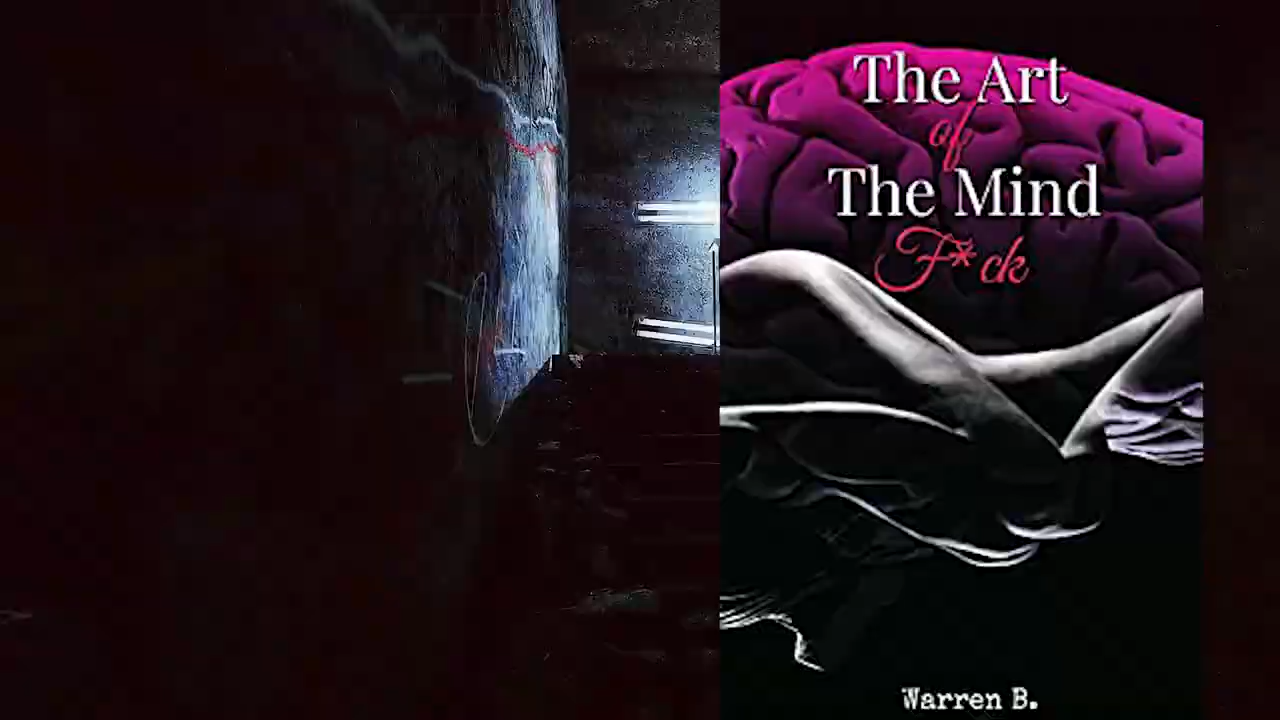 The Art
of
The Mind
F*ck
Warren B.